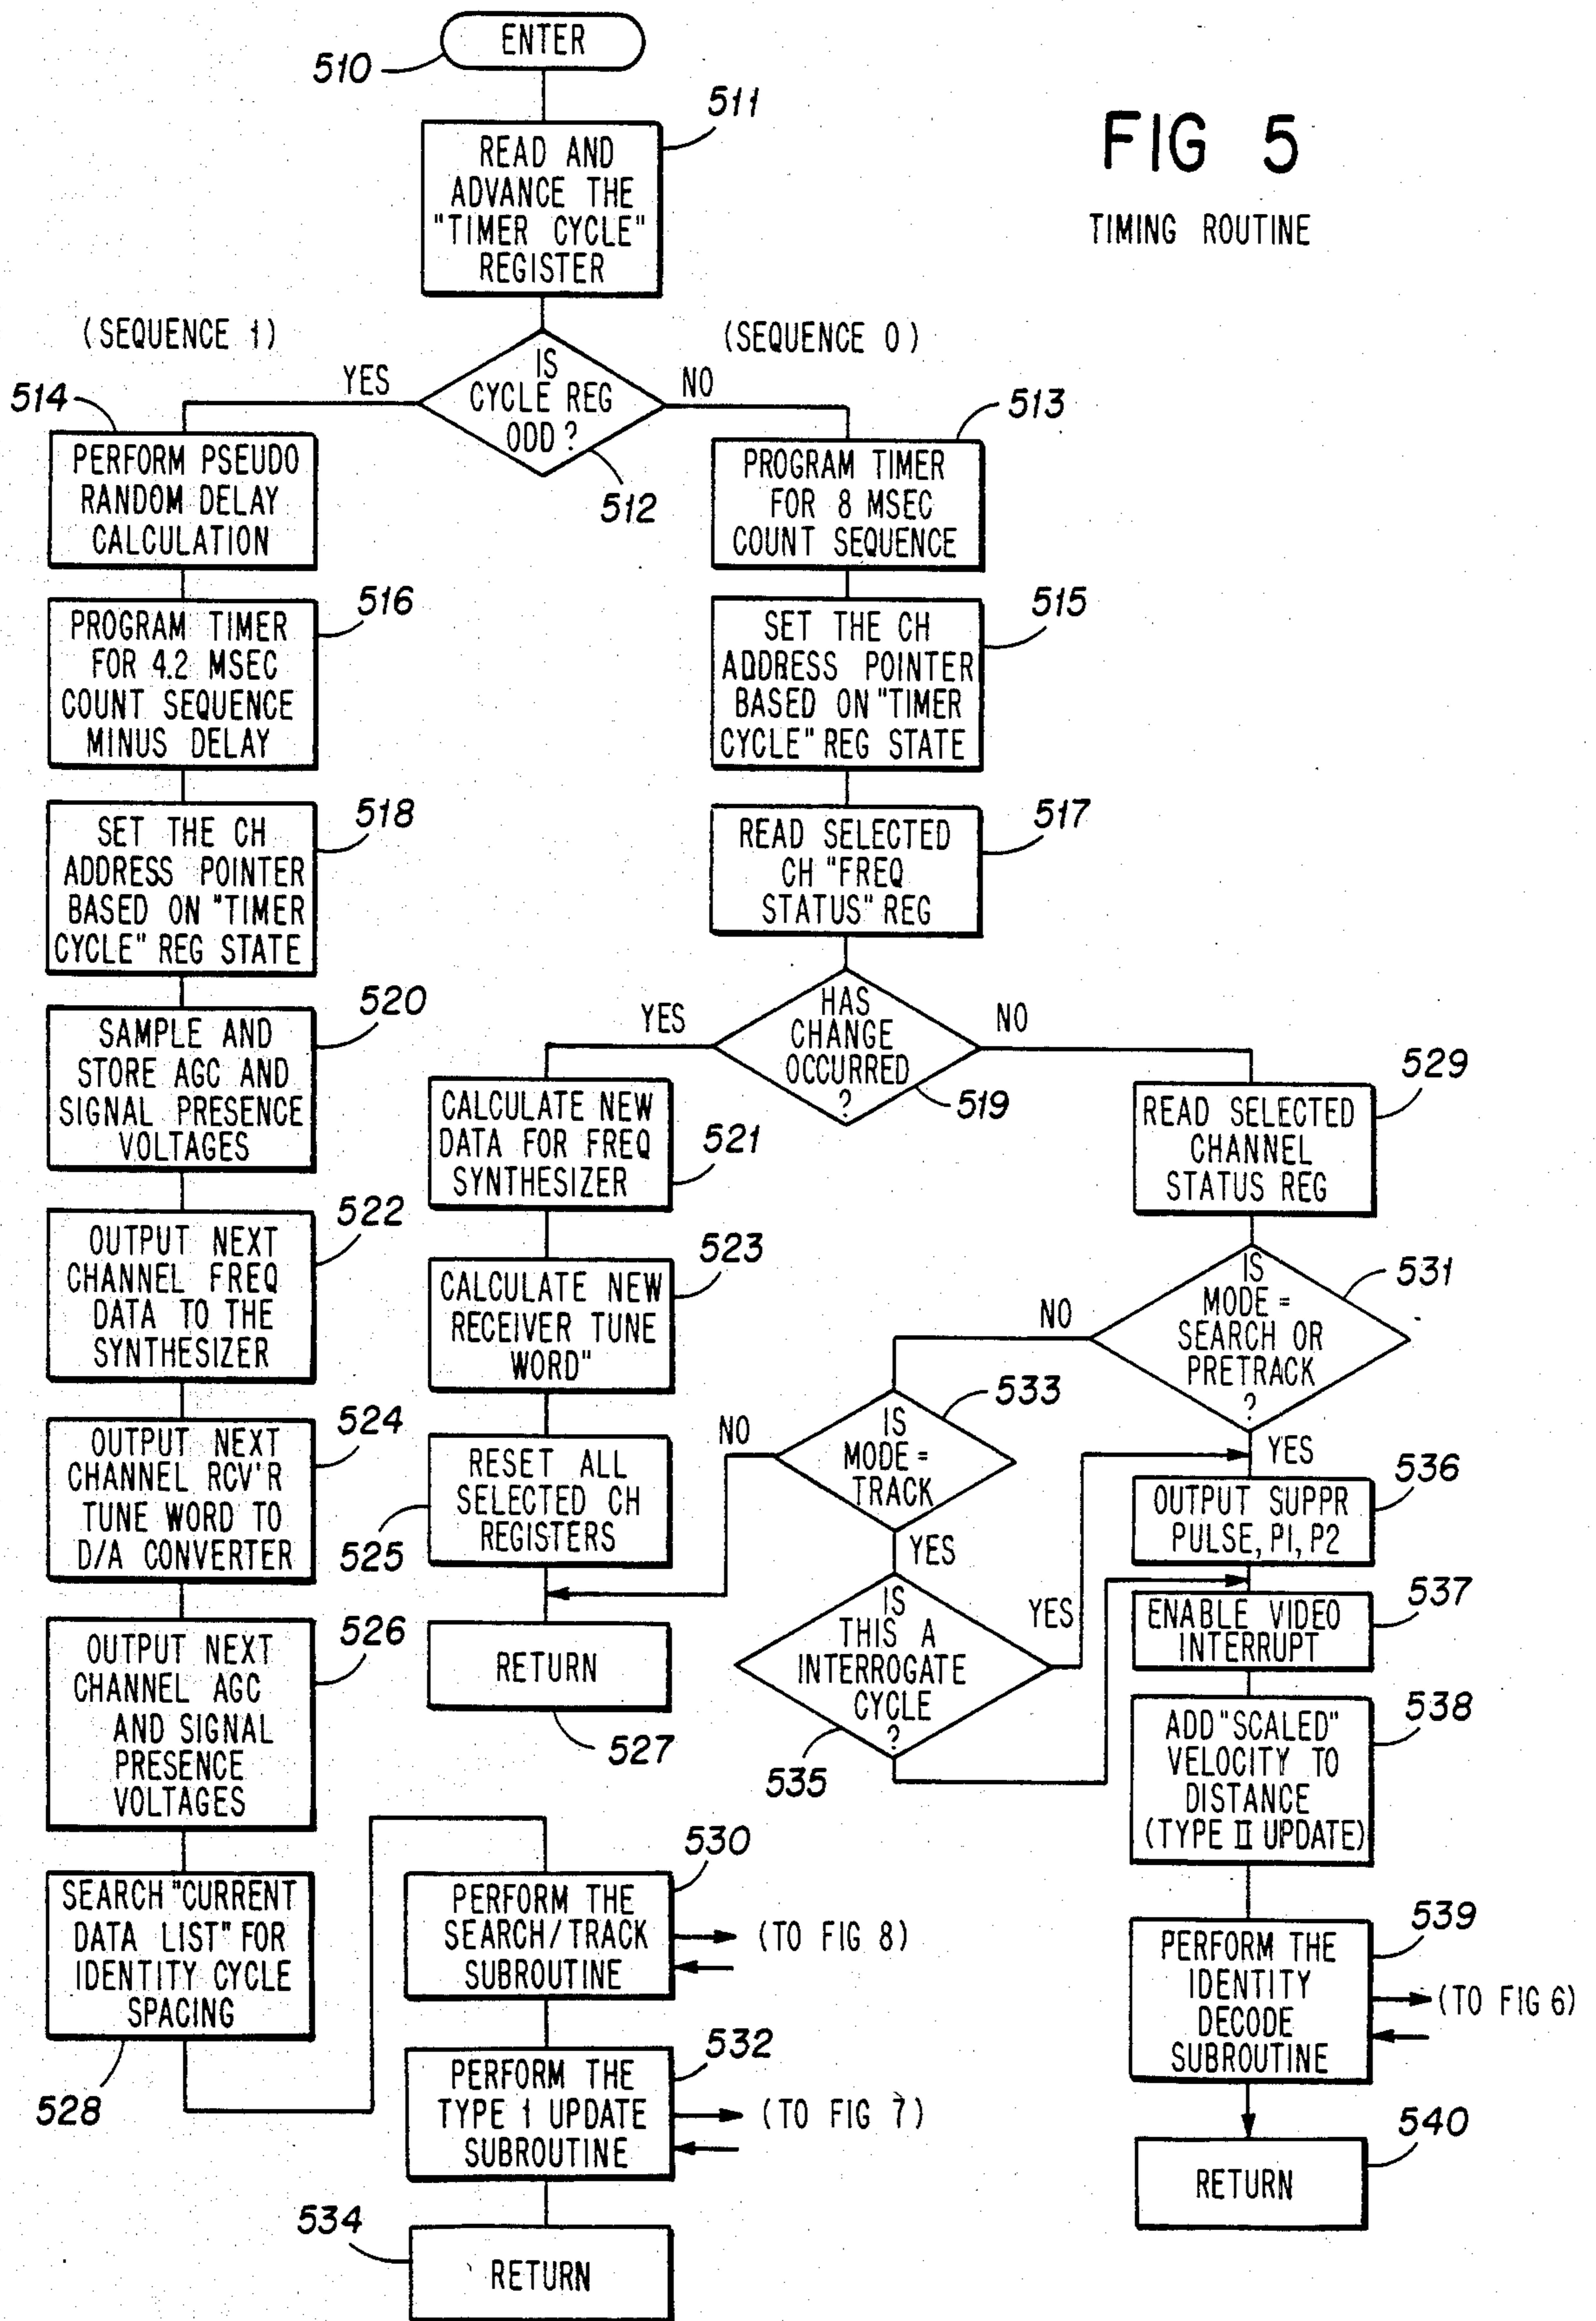 ENTER
510
FIG 5
TIMING ROUTINE
511
READ AND
ADVANCE THE
"TIMER CYCLE"
REGISTER
(SEQUENCE 1)
(SEQUENCE 0)
IS
CYCLE REG
ODD ?
YES
NO
512
514
PERFORM PSEUDO
RANDOM DELAY
CALCULATION
516
PROGRAM TIMER
FOR 4.2 MSEC
COUNT SEQUENCE
MINUS DELAY
518
SET THE CH
ADDRESS POINTER
BASED ON "TIMER
CYCLE" REG STATE
520
SAMPLE AND
STORE AGC AND
SIGNAL PRESENCE
VOLTAGES
522
OUTPUT NEXT
CHANNEL FREQ
DATA TO THE
SYNTHESIZER
524
OUTPUT NEXT
CHANNEL RCV'R
TUNE WORD TO
D/A CONVERTER
526
OUTPUT NEXT
CHANNEL AGC
AND SIGNAL
PRESENCE
VOLTAGES
SEARCH "CURRENT
DATA LIST" FOR
IDENTITY CYCLE
SPACING
528
530
PERFORM THE
SEARCH/TRACK
SUBROUTINE
(TO FIG 8)
532
PERFORM THE
TYPE 1 UPDATE
SUBROUTINE
(TO FIG 7)
534
RETURN
513
PROGRAM TIMER
FOR 8 MSEC
COUNT SEQUENCE
515
SET THE CH
ADDRESS POINTER
BASED ON "TIMER
CYCLE" REG STATE
517
READ SELECTED
CH "FREQ
STATUS" REG
HAS
CHANGE
OCCURRED
?
YES
NO
519
CALCULATE NEW
DATA FOR FREQ
SYNTHESIZER
521
523
CALCULATE NEW
RECEIVER TUNE
WORD"
RESET ALL
SELECTED CH
REGISTERS
525
RETURN
527
529
READ SELECTED
CHANNEL
STATUS REG
IS
MODE =
SEARCH OR
PRETRACK
?
531
NO
YES
533
IS
MODE =
TRACK
NO
YES
IS
THIS A
INTERROGATE
CYCLE
?
YES
535
536
OUTPUT SUPPR
PULSE, P1, P2
537
ENABLE VIDEO
INTERRUPT
538
ADD "SCALED"
VELOCITY TO
DISTANCE
(TYPE II UPDATE)
539
PERFORM THE
IDENTITY
DECODE
SUBROUTINE
(TO FIG 6)
540
RETURN